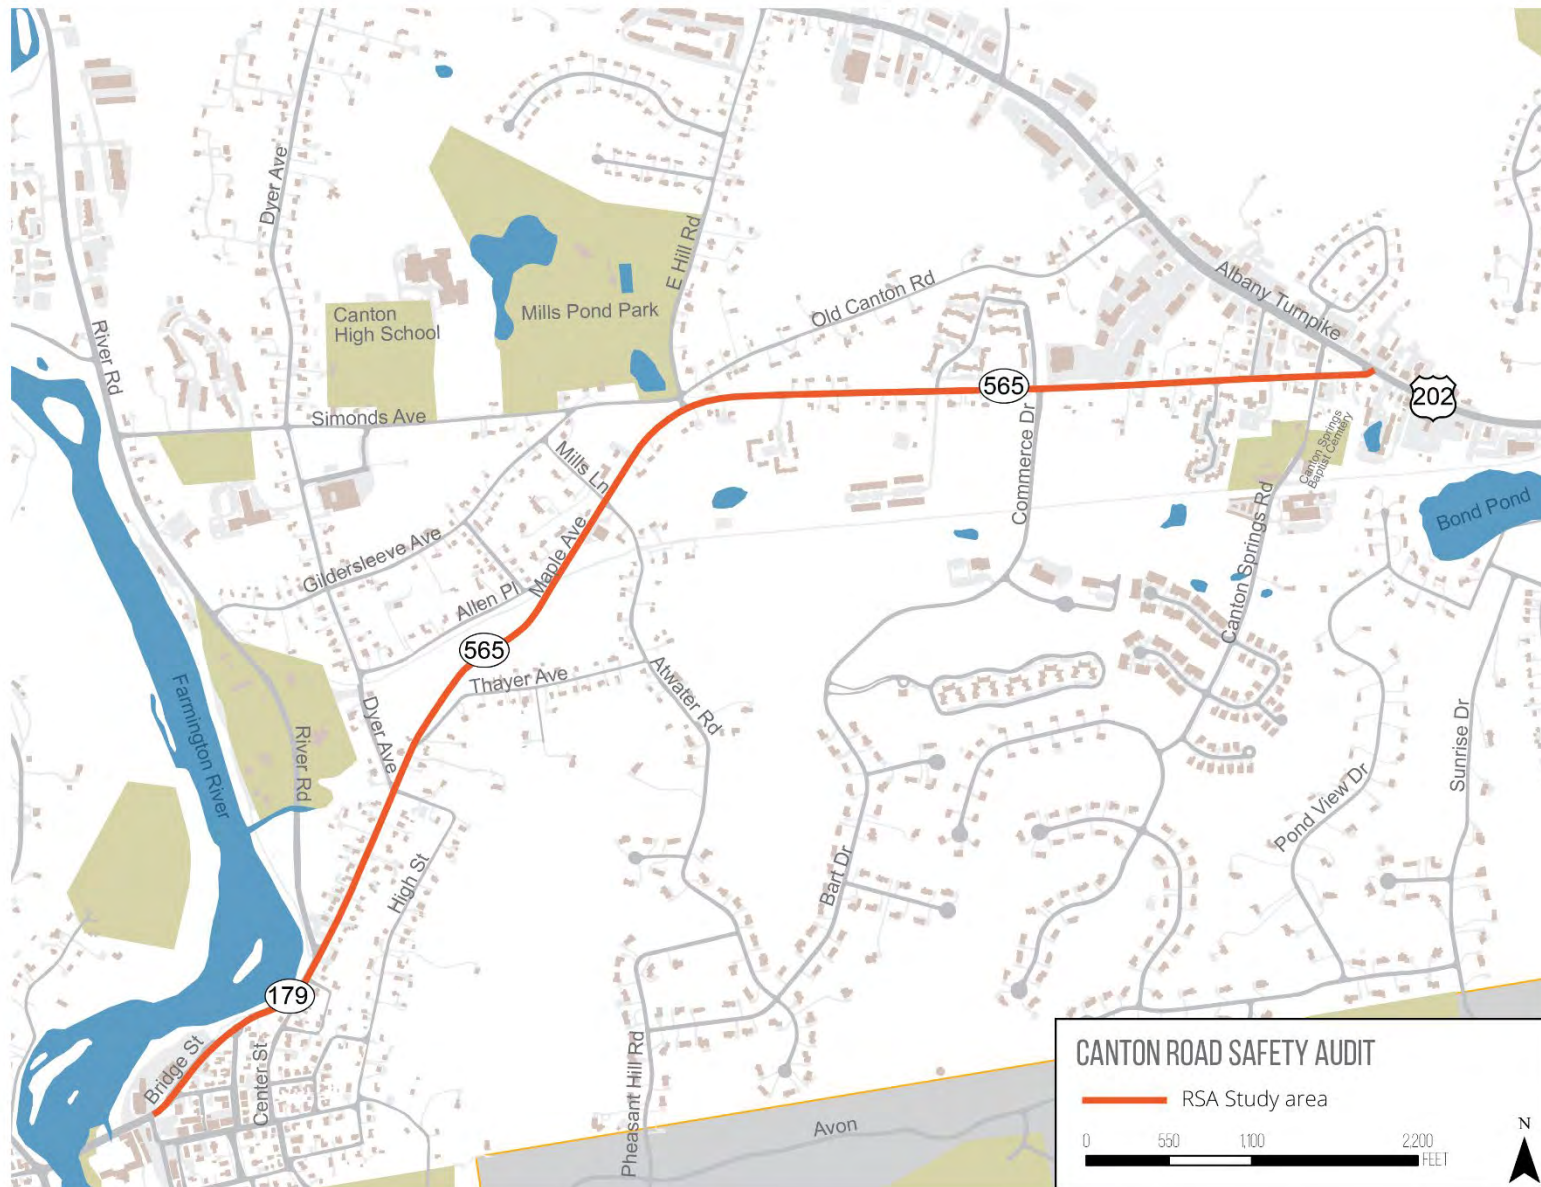 Dyer Ave
E Hill Rd
Canton
High School
Mills Pond Park
Old Canton Rd
Albany Turnpike
River Rd
565
202
Simonds Ave
Mills Ln
Commerce Dr
Canton Springs
Baptist Cemtery
Bond Pond
Gildersleeve Ave
Maple Ave
Allen Pl
Canton Springs Rd
565
Thayer Ave
Atwater Rd
Farmington River
Dyer Ave
River Rd
Sunrise Dr
Pond View Dr
High St
Bart Dr
179
Bridge St
Center St
Pheasant Hill Rd
Avon
CANTON ROAD SAFETY AUDIT
RSA Study area
0 550 1,100 2,200
FEET
N